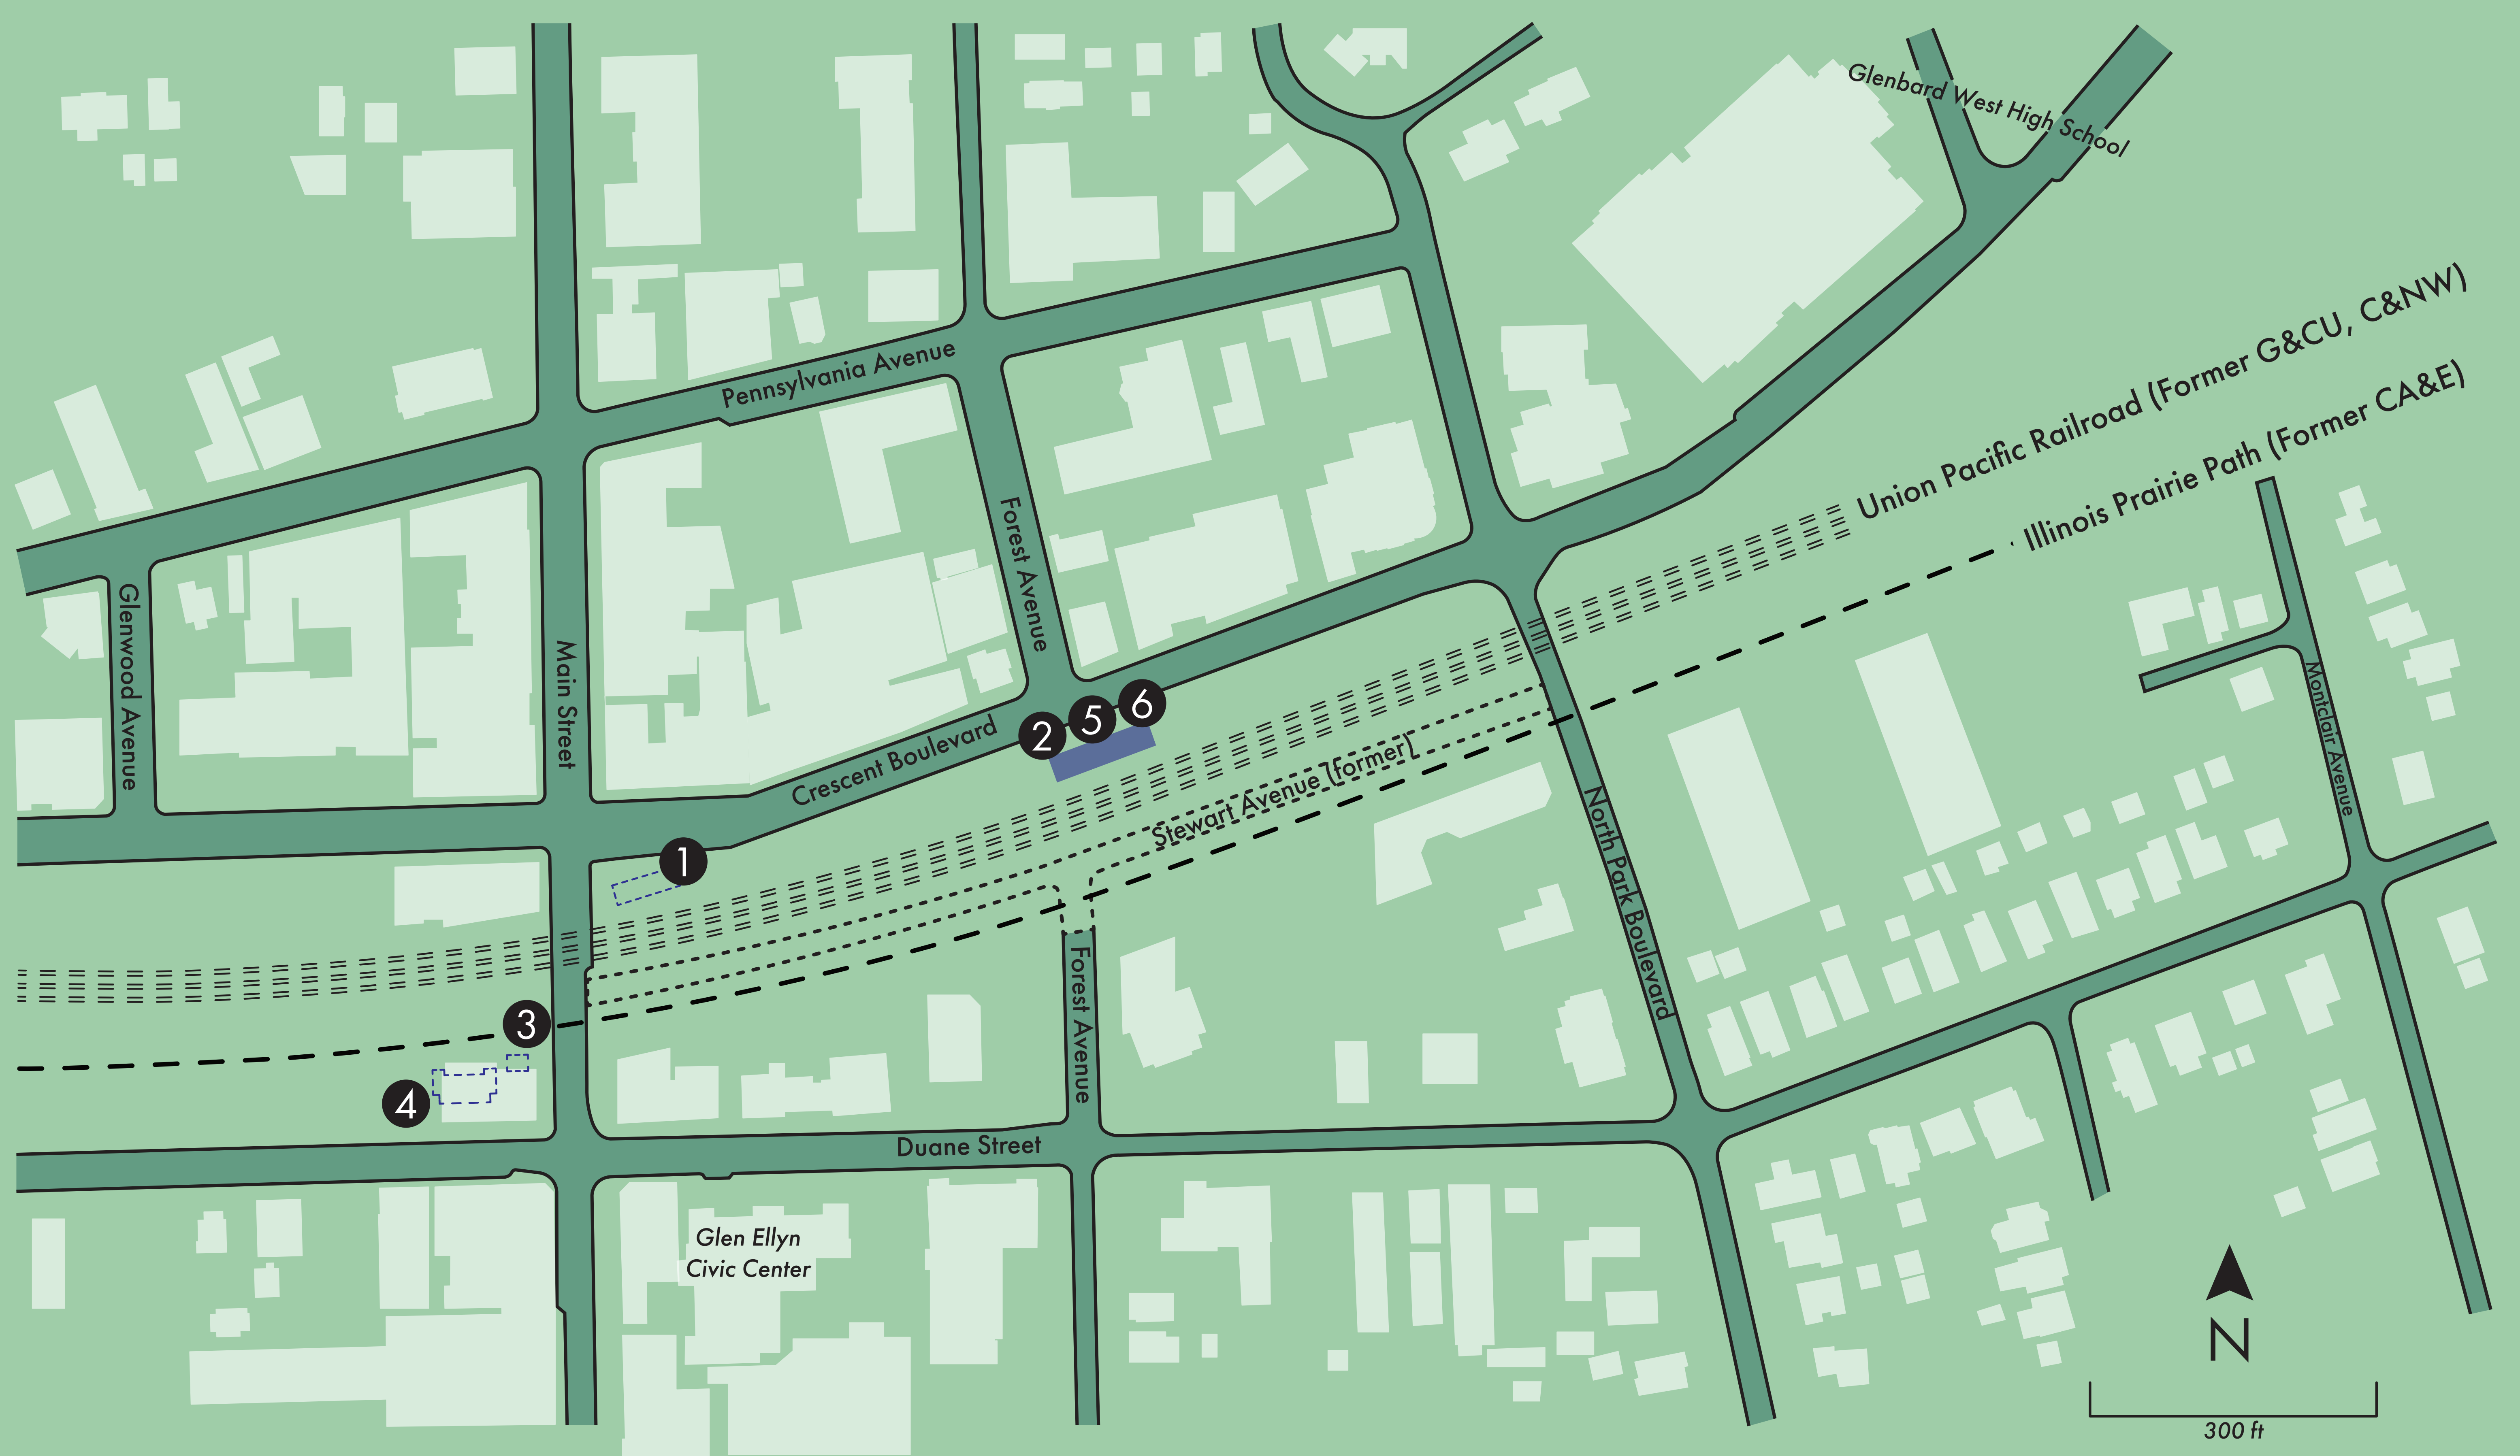 Glenbard West High School
Union Pacific Railroad (Former G&CU, C&NW)
Illinois Prairie Path (Former CA&E)
Pennsylvania Avenue
Forest Avenue
Glenwood Avenue
Main Street
Montclair Avenue
2
5
6
Crescent Boulevard
Stewart Avenue (former)
North Park Boulevard
1
3
4
Forest Avenue
Duane Street
Glen Ellyn
Civic Center
N
300 ft